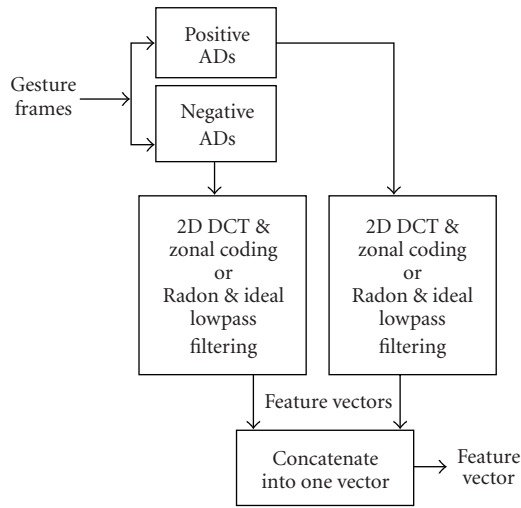 Gesture
frames
Positive
ADs
Negative
ADs
2D DCT &
zonal coding
or
Radon & ideal
lowpass
filtering
2D DCT &
zonal coding
or
Radon & ideal
lowpass
filtering
Feature vectors
Concatenate
into one vector
Feature
vector